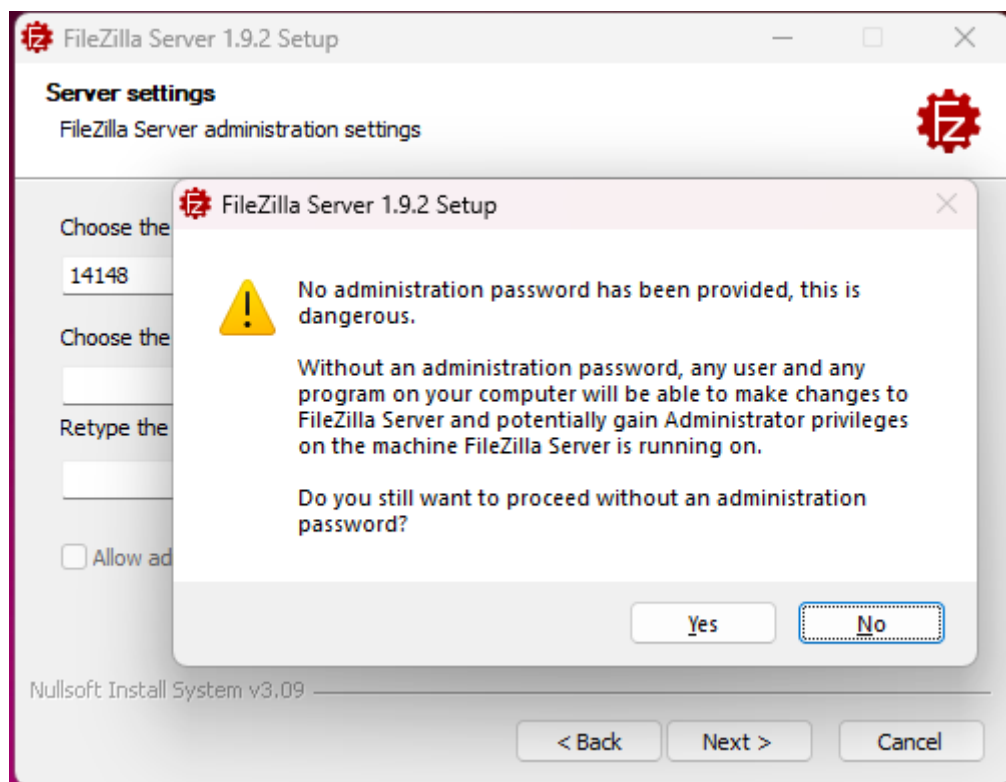 FileZilla Server 1.9.2 Setup
Server settings
FileZilla Server administration settings
Choose the
14148
Choose the
Retype the
Allow ad
FileZilla Server 1.9.2 Setup
No administration password has been provided, this is
dangerous.
Without an administration password, any user and any
program on your computer will be able to make changes to
FileZilla Server and potentially gain Administrator privileges
on the machine FileZilla Server is running on.
Do you still want to proceed without an administration
password?
Yes
No
Nullsoft Install System v3.09
< Back
Next >
Cancel